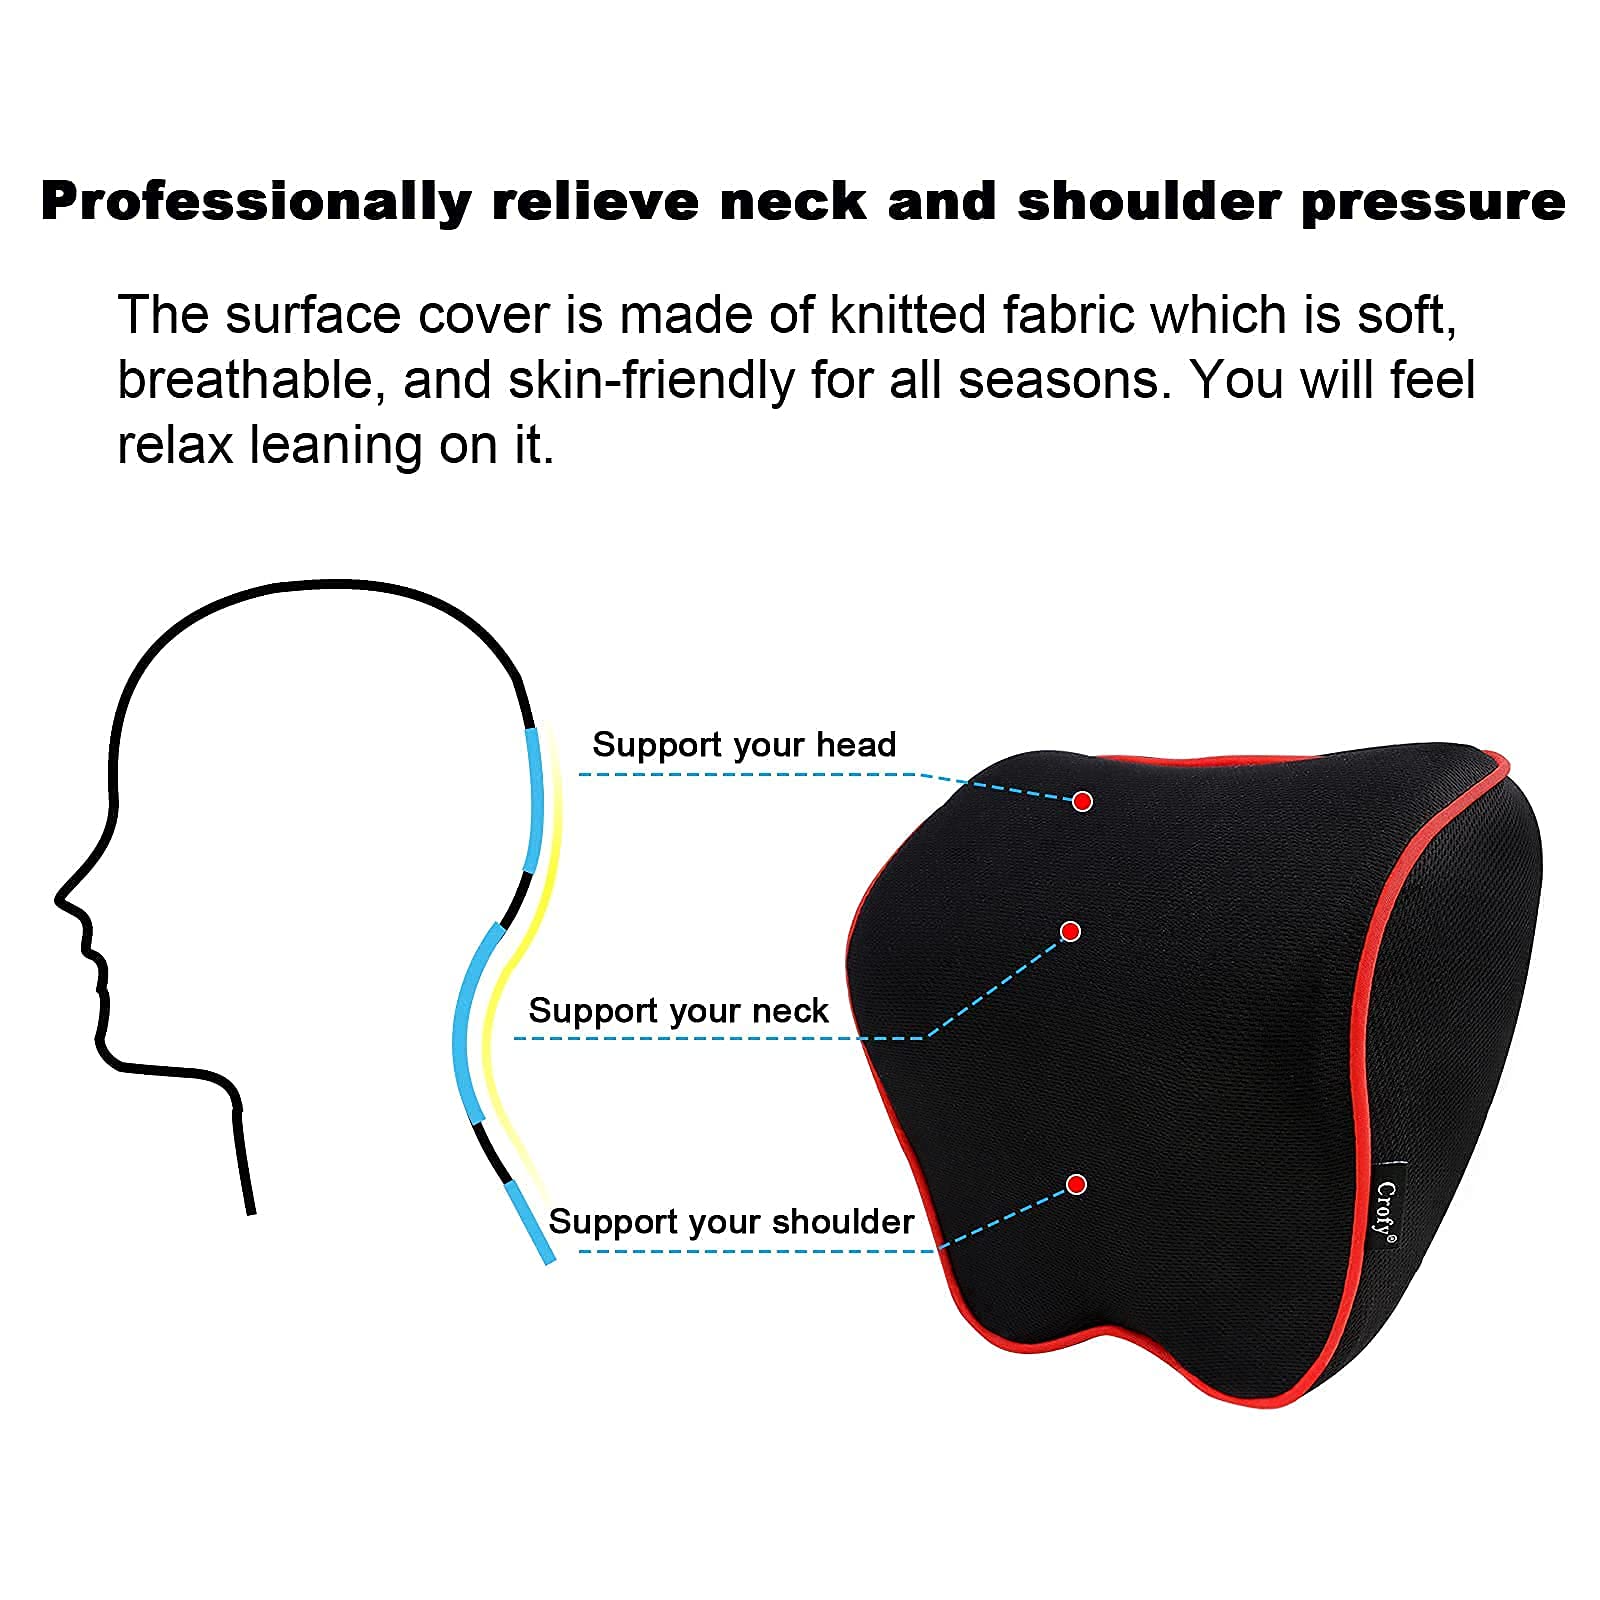 Professionally relieve neck and shoulder pressure
The surface cover is made of knitted fabric which is soft,
breathable, and skin-friendly for all seasons. You will feel
relax leaning on it.
Support your head
Support your neck
Support your shoulder
Crofy®